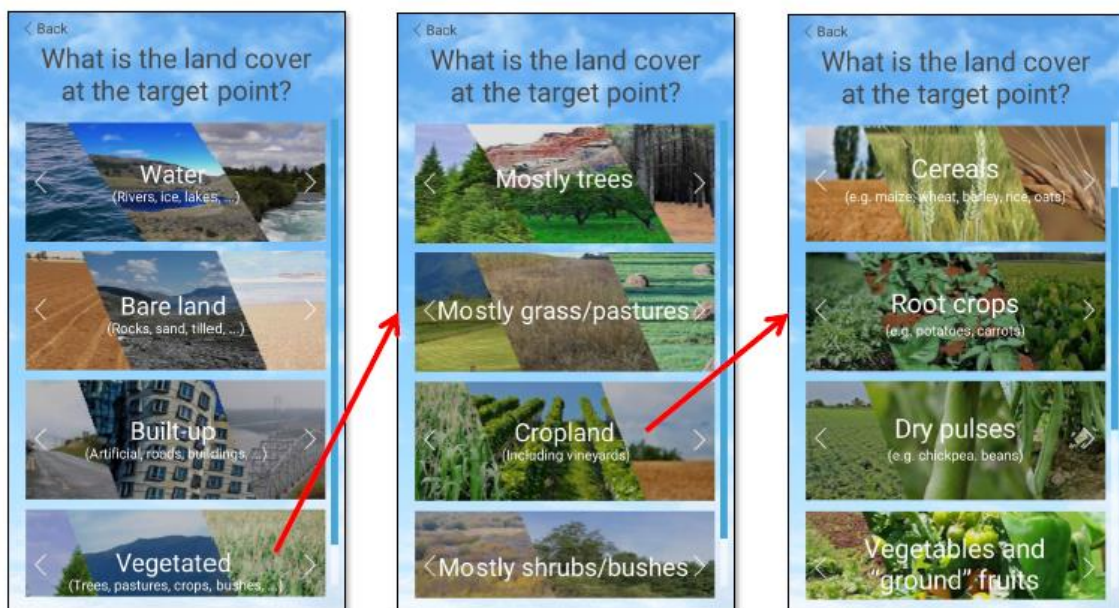 Back
What is the land cover
at the target point?
Water
(Rivers, ice, lakes, ...)
Bare land
(Rocks, sand, tilled, ...)
Built-up
(Artificial, roads, buildings, ...)
Vegetated
(Trees, pastures, crops, bushes, ...)
Back
What is the land cover
at the target point?
Mostly trees
Mostly grass/pastures
Cropland
(Including vineyards)
Mostly shrubs/bushes
Back
What is the land cover
at the target point?
Cereals
(e.g. maize, wheat, barley, rice, oats)
Root crops
(e.g. potatoes, carrots)
Dry pulses
(e.g. chickpea, beans)
Vegetables and
"ground" fruits